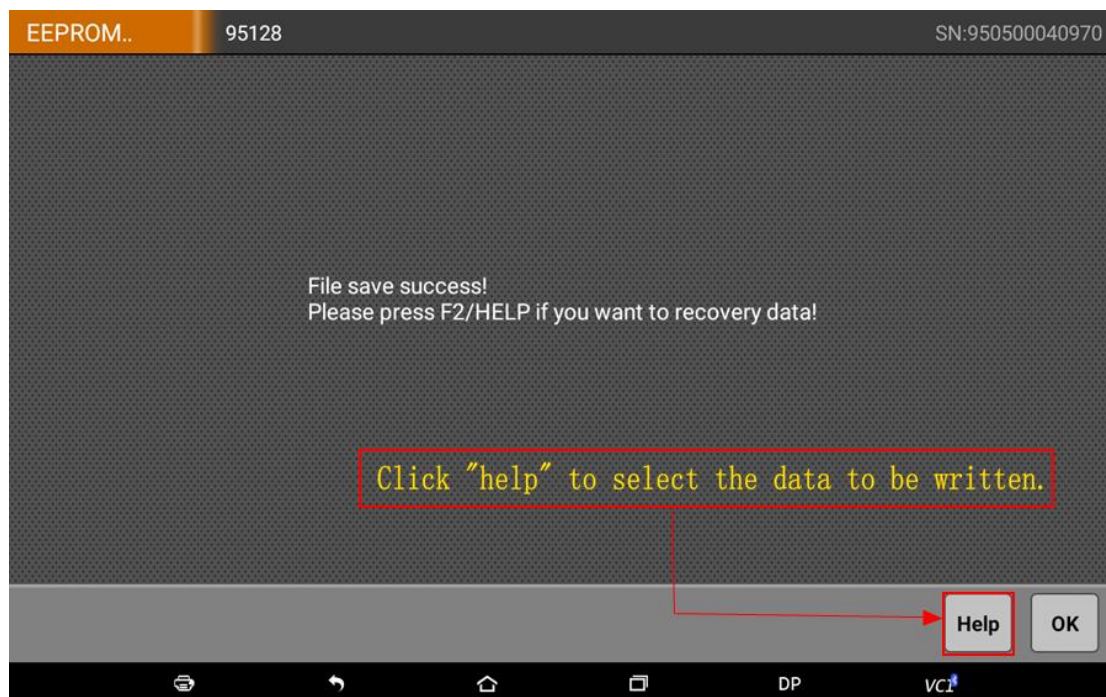 EEPROM.. 95128 SN:950500040970
File save success!
Please press F2/HELP if you want to recovery data!
Click "help" to select the data to be written.
Help OK
DP VCI